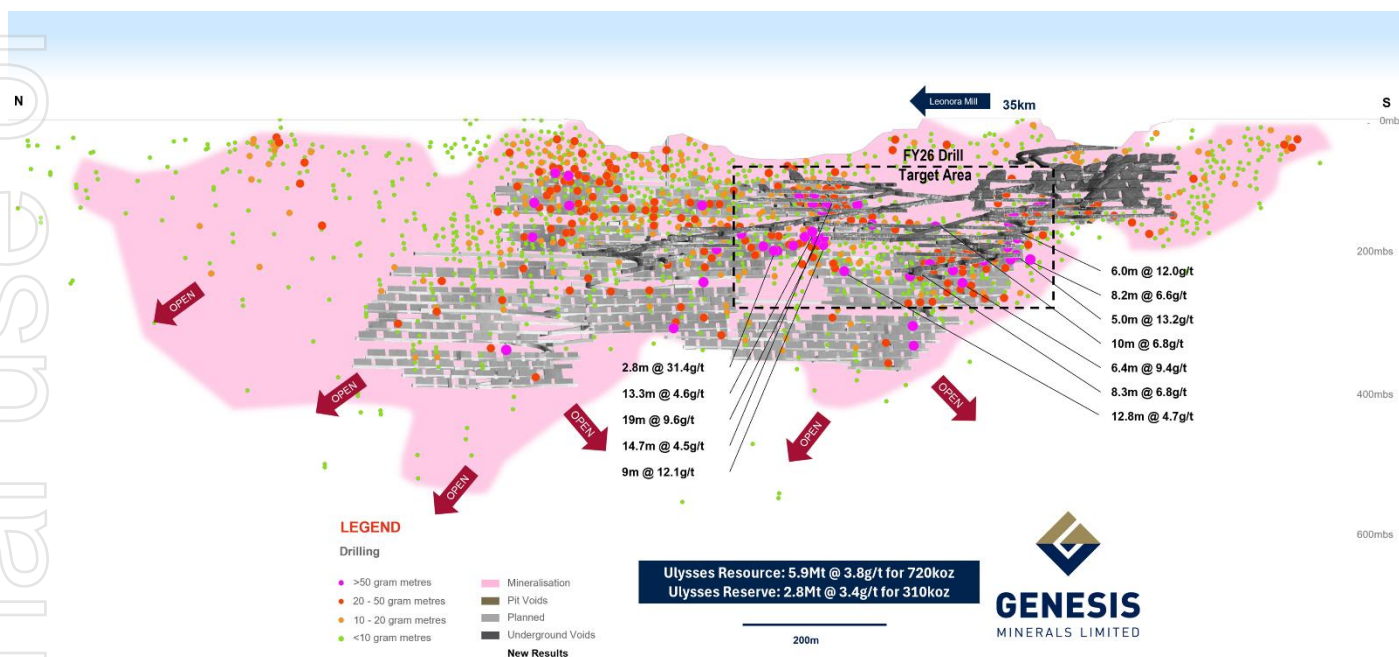 N
Leonora Mill
35km
S
0mb
FY26 Drill
Target Area
200mbs
6.0m @ 12.0g/t
8.2m @ 6.6g/t
5.0m @ 13.2g/t
10m @ 6.8g/t
6.4m @ 9.4g/t
8.3m @ 6.8g/t
12.8m @ 4.7g/t
2.8m @ 31.4g/t
13.3m @ 4.6g/t
19m @ 9.6g/t
14.7m @ 4.5g/t
9m @ 12.1g/t
400mbs
OPEN
OPEN
OPEN
OPEN
OPEN
OPEN
600mbs
LEGEND
Drilling
>50 gram metres
20 - 50 gram metres
10 - 20 gram metres
<10 gram metres
Mineralisation
Pit Voids
Planned
Underground Voids
New Results
Ulysses Resource: 5.9Mt @ 3.8g/t for 720koz
Ulysses Reserve: 2.8Mt @ 3.4g/t for 310koz
200m
GENESIS
MINERALS LIMITED
use